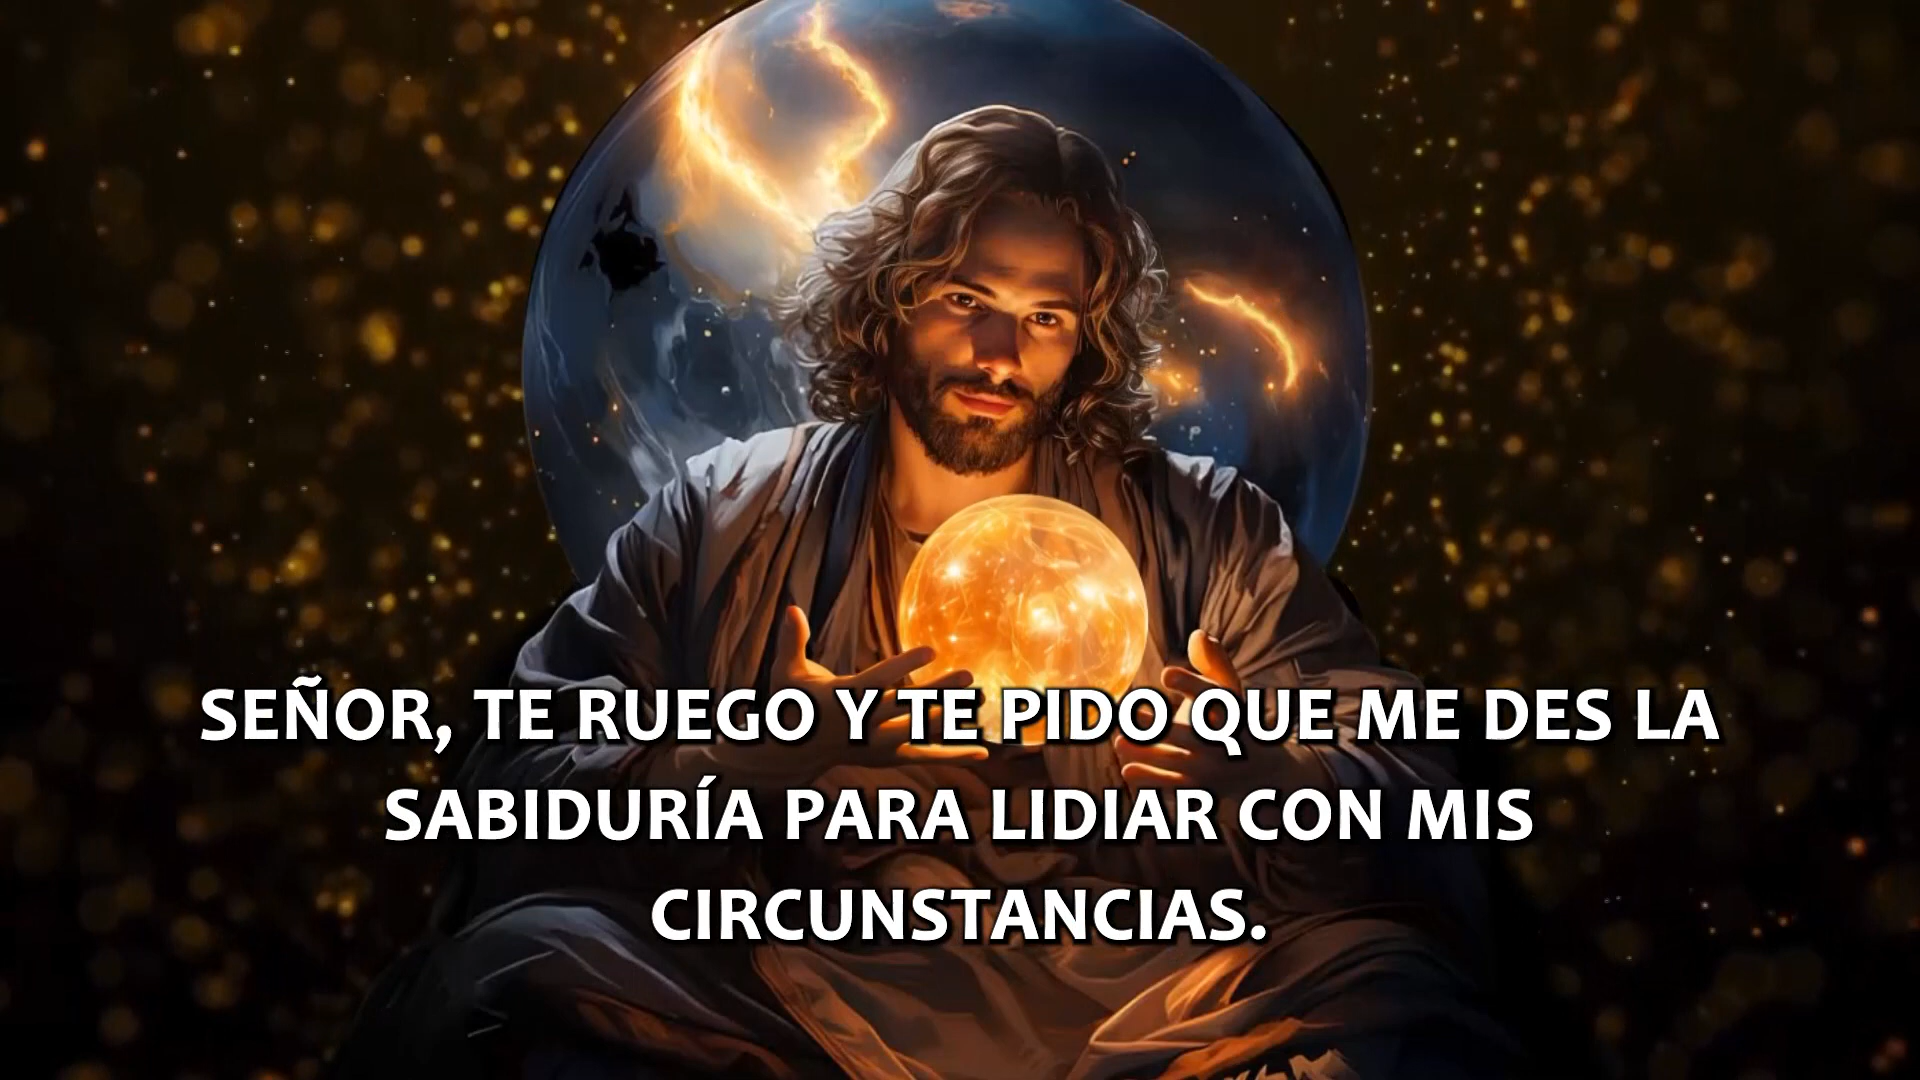 SEÑOR, TE RUEGO Y TE PIDO QUE ME DES LA
SABIDURÍA PARA LIDIAR CON MIS
CIRCUNSTANCIAS.